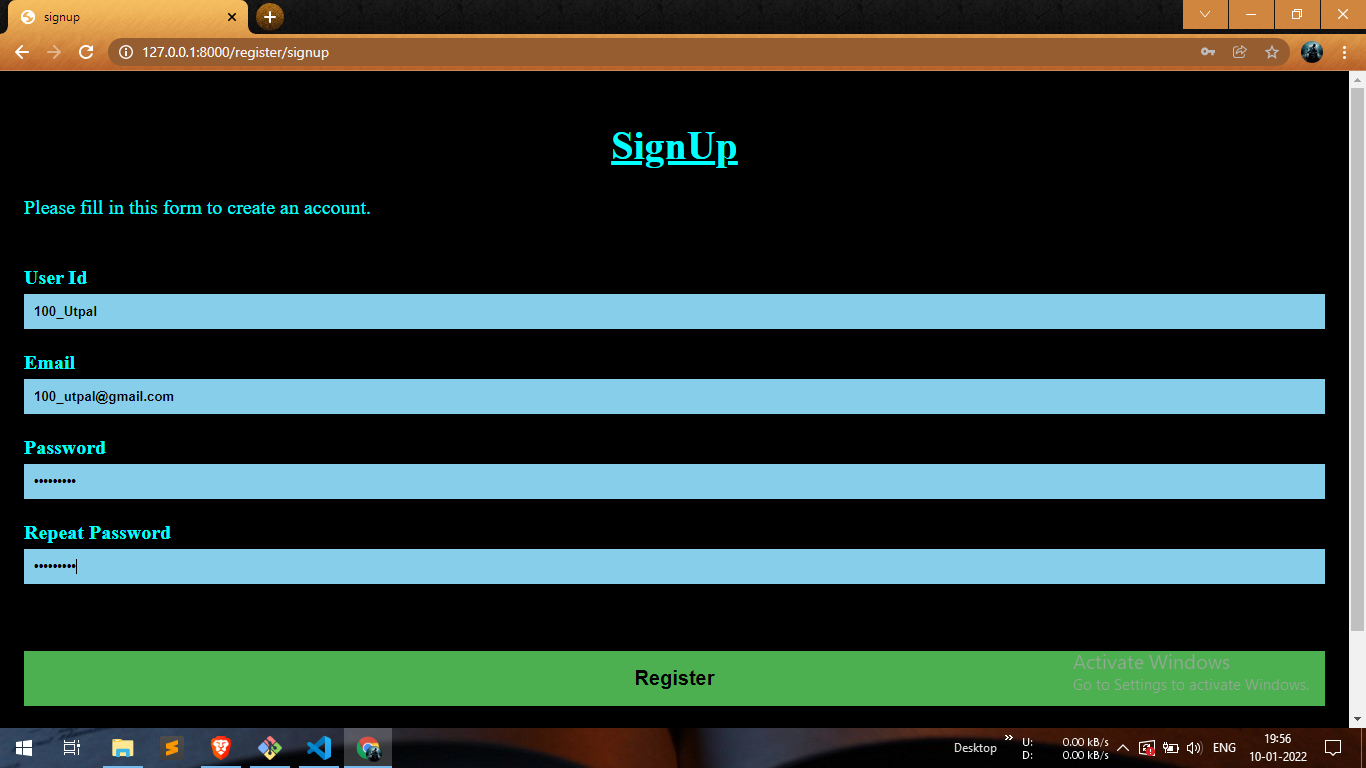 signup
127.0.0.1:8000/register/signup
SignUp
Please fill in this form to create an account.
User Id
100_Utpal
Email
100_utpal@gmail.com
Password
•••••••••
Repeat Password
•••••••••
Register
Activate Windows
Go to Settings to activate Windows.
Desktop
U: 0.00 kB/s
D: 0.00 kB/s
ENG
19:56
10-01-2022